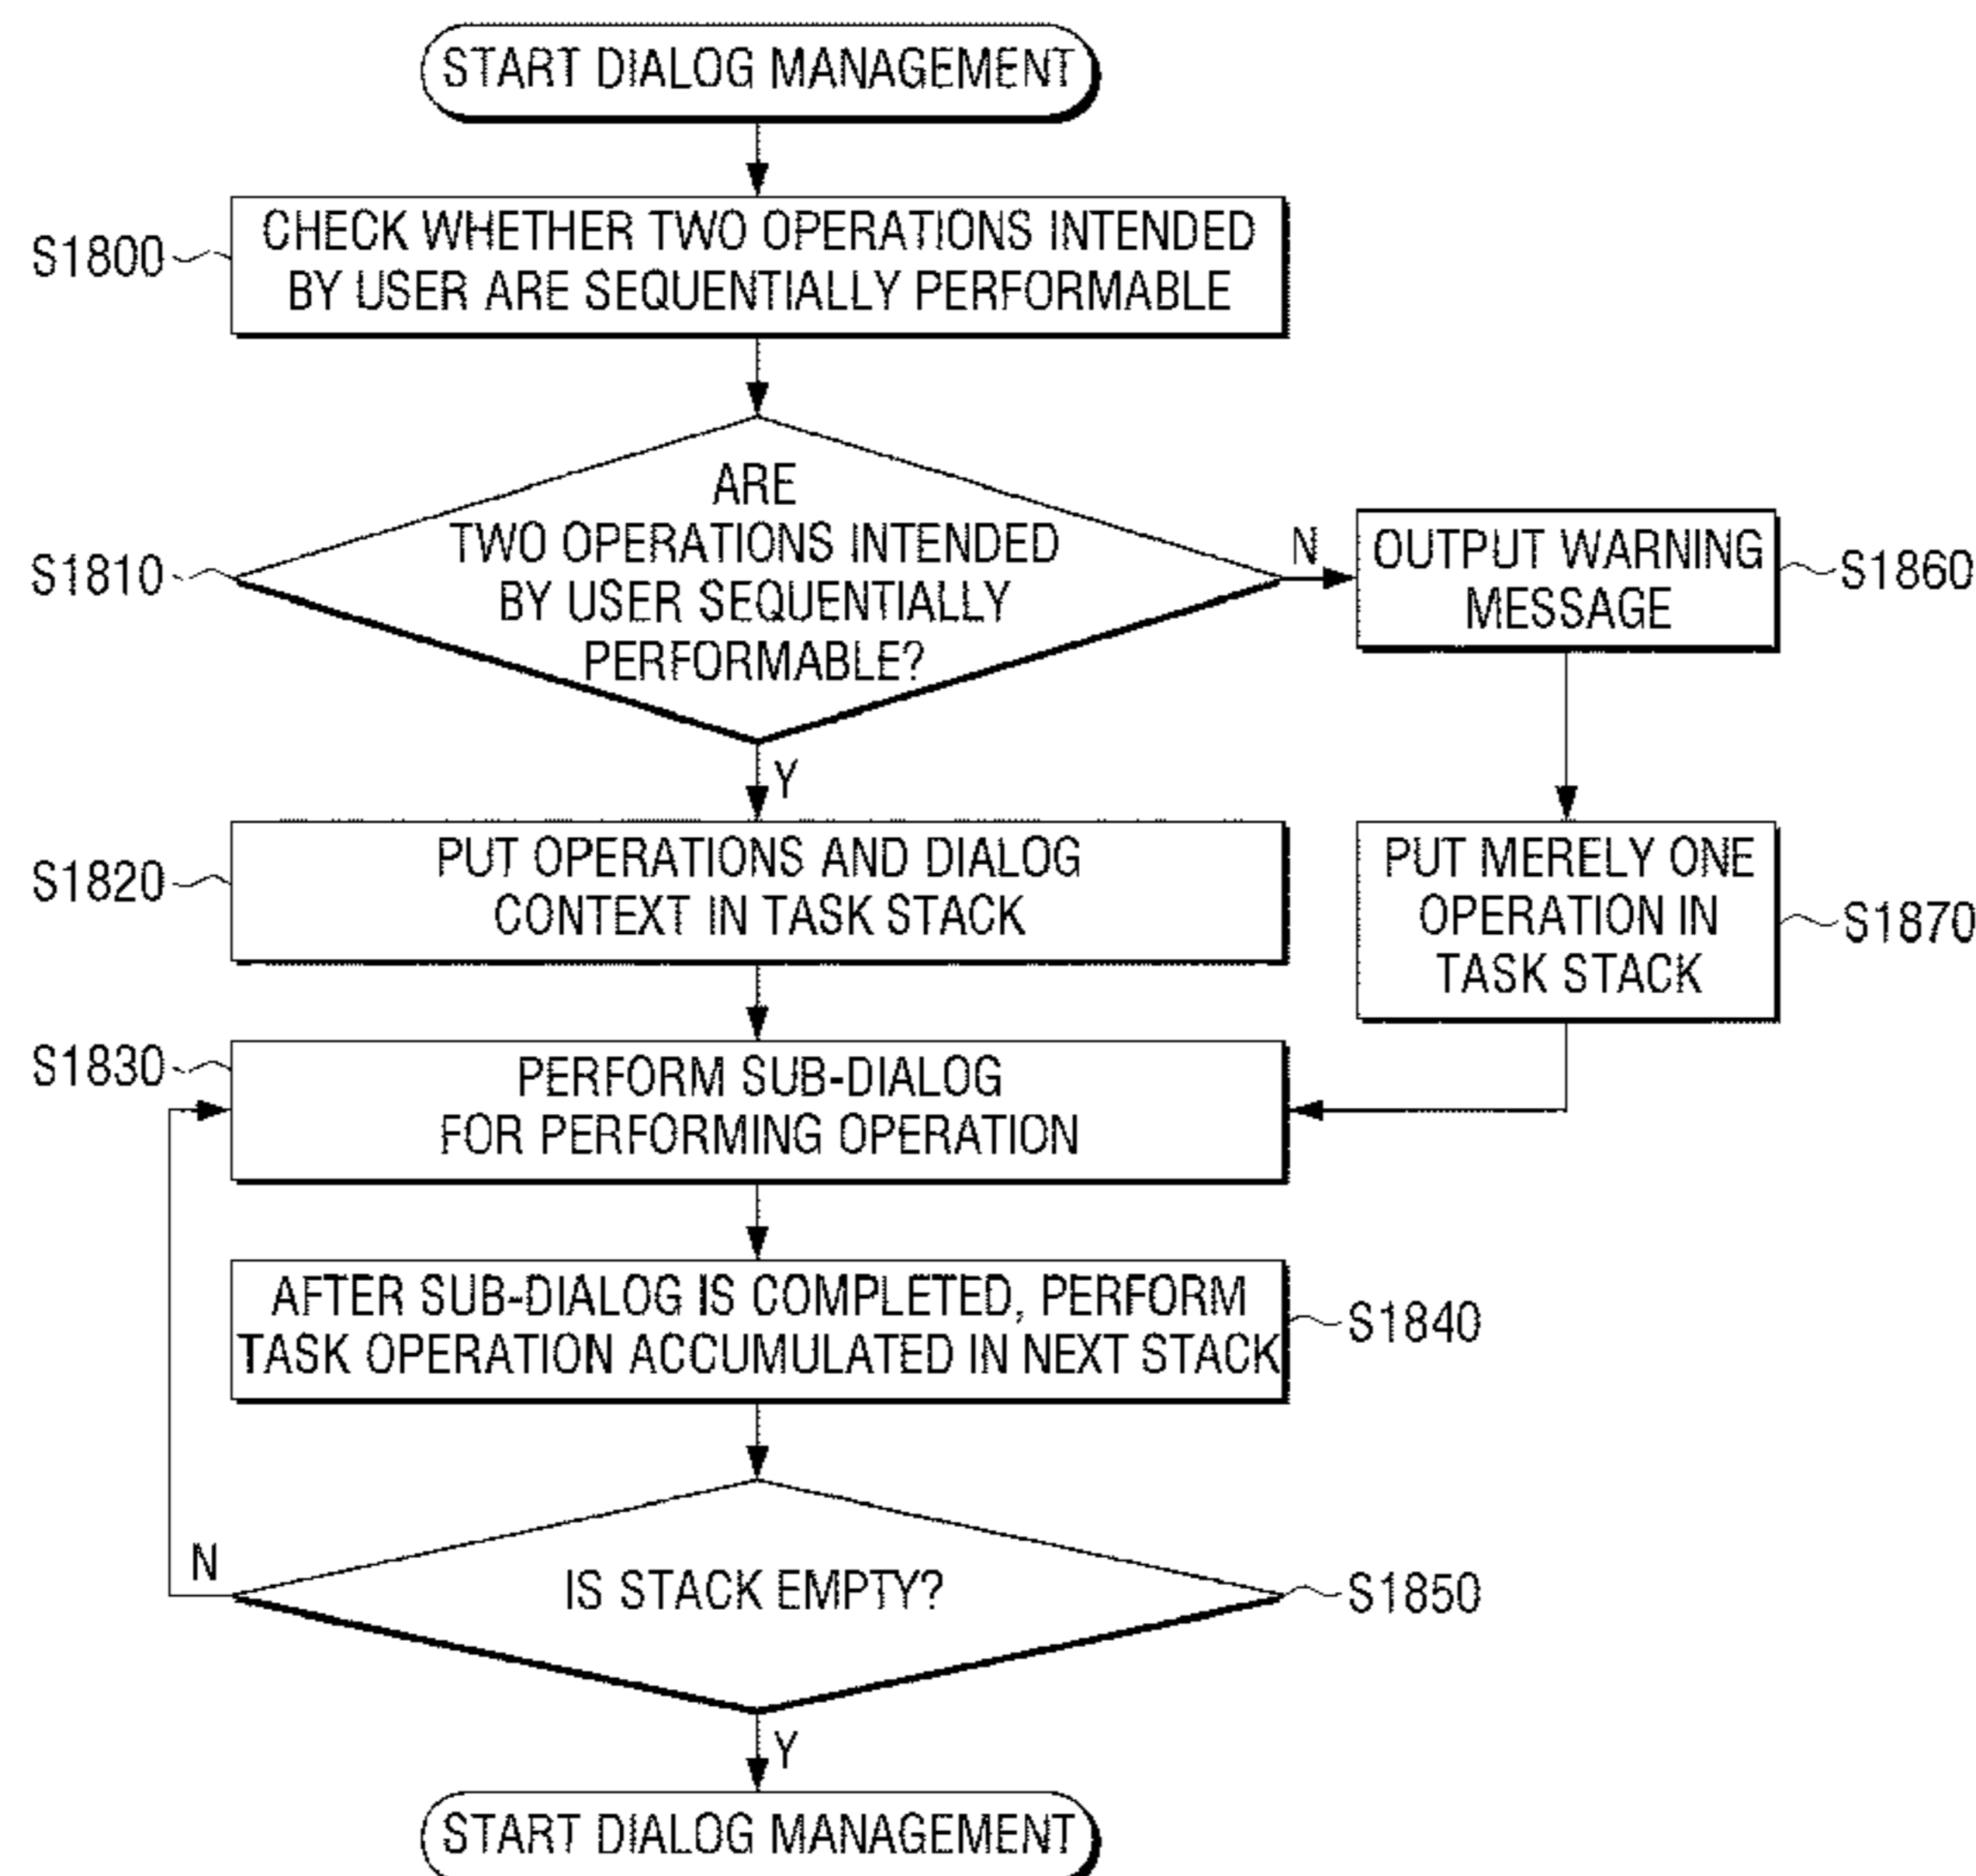 START DIALOG MANAGEMENT
S1800
CHECK WHETHER TWO OPERATIONS INTENDED
BY USER ARE SEQUENTIALLY PERFORMABLE
S1810
ARE
TWO OPERATIONS INTENDED
BY USER SEQUENTIALLY
PERFORMABLE?
N
OUTPUT WARNING
MESSAGE
S1860
Y
S1820
PUT OPERATIONS AND DIALOG
CONTEXT IN TASK STACK
PUT MERELY ONE
OPERATION IN
TASK STACK
S1870
S1830
PERFORM SUB-DIALOG
FOR PERFORMING OPERATION
AFTER SUB-DIALOG IS COMPLETED, PERFORM
TASK OPERATION ACCUMULATED IN NEXT STACK
S1840
N
IS STACK EMPTY?
S1850
Y
START DIALOG MANAGEMENT